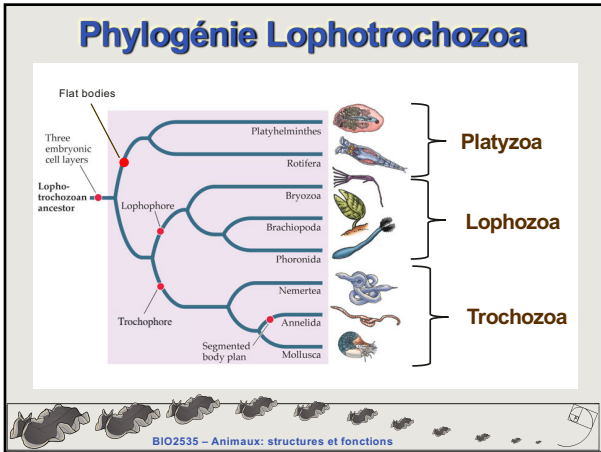 Phylogénie Lophotrochozoa
Flat bodies
Three
embryonic
cell layers
Lopho-
trochozoan
ancestor
Lophophore
Trochophore
Segmented
body plan
Platyhelminthes
Rotifera
Bryozoa
Brachiopoda
Phoronida
Nemertea
Annelida
Mollusca
Platyzoa
Lophozoa
Trochozoa
BIO2535 – Animaux: structures et fonctions